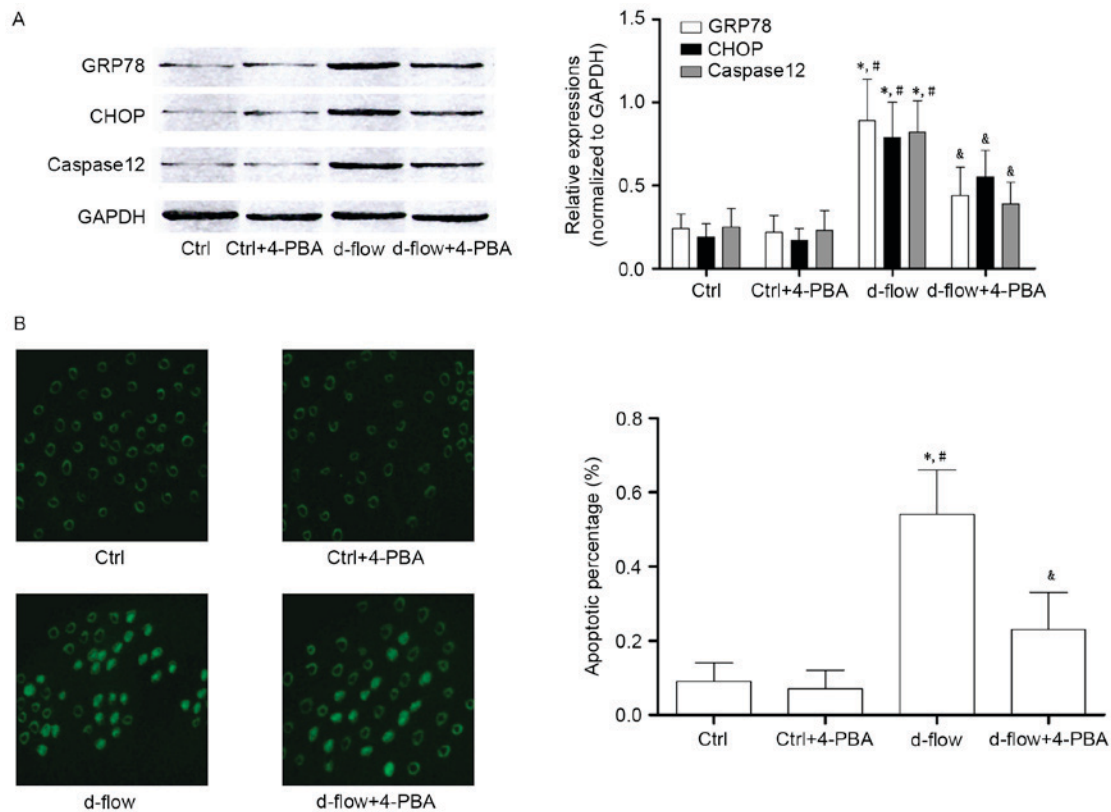 A
GRP78
CHOP
Caspase12
GAPDH
Ctrl Ctrl+4-PBA d-flow d-flow+4-PBA
Relative expressions
(normalized to GAPDH)
1.5
1.0
0.5
0.0
GRP78
CHOP
Caspase12
*, # *, # *, #
& & &
Ctrl Ctrl+4-PBA d-flow d-flow+4-PBA
B
Ctrl Ctrl+4-PBA
d-flow d-flow+4-PBA
Apoptotic percentage (%)
0.8
0.6
0.4
0.2
0.0
*, #
&
Ctrl Ctrl+4-PBA d-flow d-flow+4-PBA